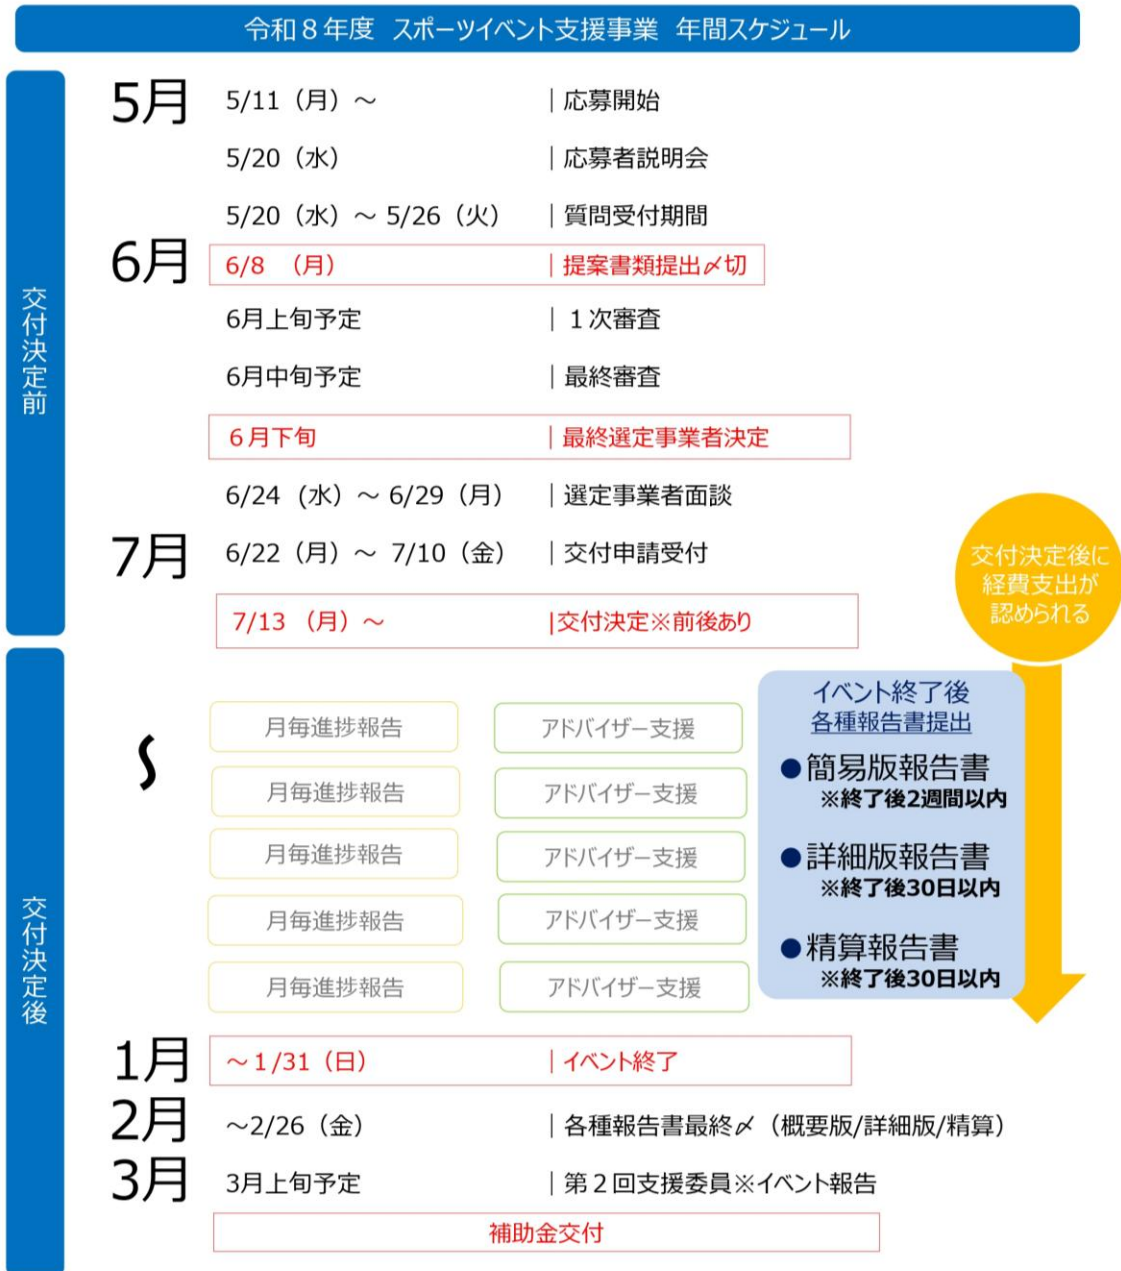 令和８年度 スポーツイベント支援事業 年間スケジュール
交付決定前
5月
5/11（月）～ ｜応募開始
5/20（水） ｜応募者説明会
5/20（水）～ 5/26（火） ｜質問受付期間
6月
6/8 （月） ｜提案書類提出〆切
6月上旬予定 ｜１次審査
6月中旬予定 ｜最終審査
６月下旬 ｜最終選定事業者決定
6/24 (水）～ 6/29（月） ｜選定事業者面談
7月
6/22（月）～ 7/10（金） ｜交付申請受付
7/13 （月）～ |交付決定※前後あり
交付決定後に
経費支出が
認められる
交付決定後
～
月毎進捗報告 アドバイザー支援
月毎進捗報告 アドバイザー支援
月毎進捗報告 アドバイザー支援
月毎進捗報告 アドバイザー支援
月毎進捗報告 アドバイザー支援
イベント終了後
各種報告書提出
●簡易版報告書
※終了後2週間以内
●詳細版報告書
※終了後30日以内
●精算報告書
※終了後30日以内
1月
～１/31（日） ｜イベント終了
2月
～2/26（金） ｜各種報告書最終〆（概要版/詳細版/精算）
3月
3月上旬予定 ｜第２回支援委員※イベント報告
補助金交付